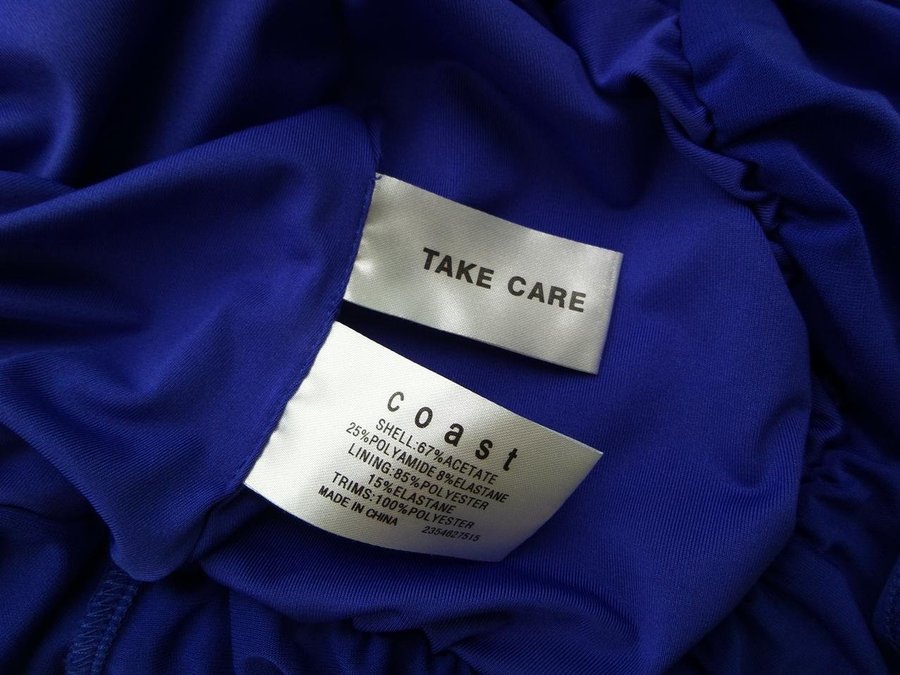 TAKE CARE
coast
SHELL:67%ACETATE
25%POLYAMIDE 8%ELASTANE
LINING:85%POLYESTER
15%ELASTANE
TRIMS:100%POLYESTER
MADE IN CHINA
2354627515